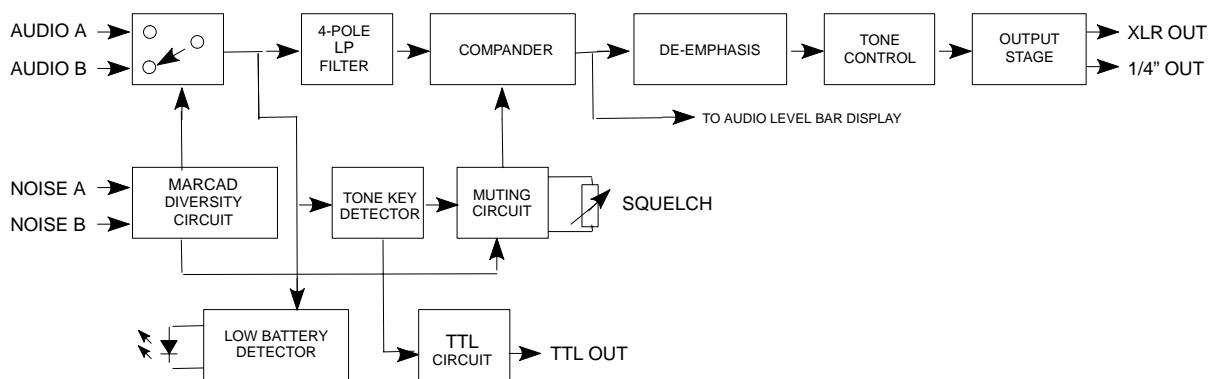 AUDIO A
AUDIO B
4-POLE
LP
FILTER
COMPANDER
DE-EMPHASIS
TONE
CONTROL
OUTPUT
STAGE
XLR OUT
1/4” OUT
TO AUDIO LEVEL BAR DISPLAY
NOISE A
NOISE B
MARCAD
DIVERSITY
CIRCUIT
TONE KEY
DETECTOR
MUTING
CIRCUIT
SQUELCH
LOW BATTERY
DETECTOR
TTL
CIRCUIT
TTL OUT